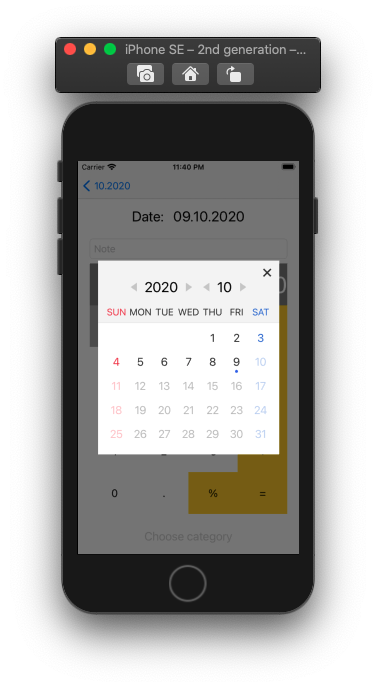 iPhone SE – 2nd generation –...
Carrier 11:40 PM
10.2020
Date: 09.10.2020
Note
0
2020 10
SUN MON TUE WED THU FRI SAT
1 2 3
4 5 6 7 8 9 10
11 12 13 14 15 16 17
18 19 20 21 22 23 24
25 26 27 28 29 30 31
0 . % =
Choose category